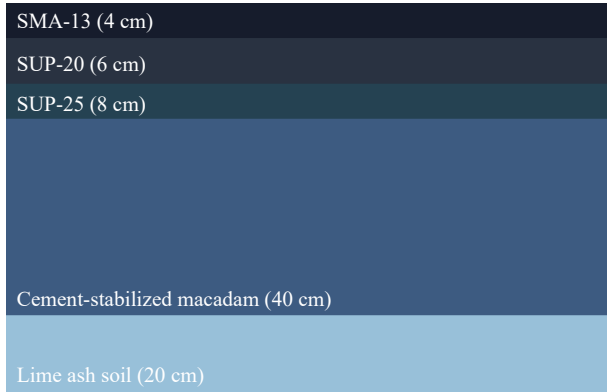 SMA-13 (4 cm)
SUP-20 (6 cm)
SUP-25 (8 cm)
Cement-stabilized macadam (40 cm)
Lime ash soil (20 cm)